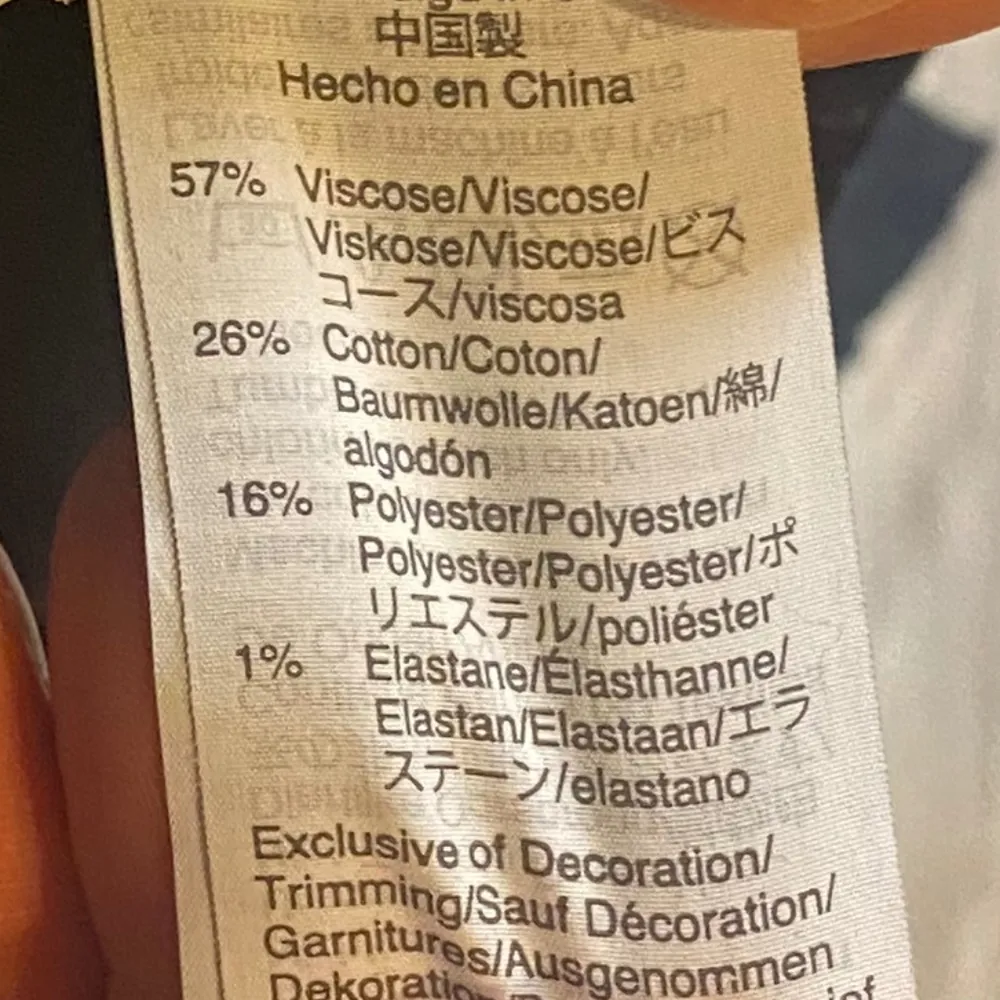 中国製
Hecho en China
57% Viscose/Viscose/
Viskose/Viscose/ビス
コース/viscosa
26% Cotton/Coton/
Baumwolle/Katoen/綿/
algodón
16% Polyester/Polyester/
Polyester/Polyester/ポ
リエステル/poliéster
1% Elastane/Élasthanne/
Elastan/Elastaan/エラ
ステーン/elastano
Exclusive of Decoration/
Trimming/Sauf Décoration/
Garnitures/Ausgenommen